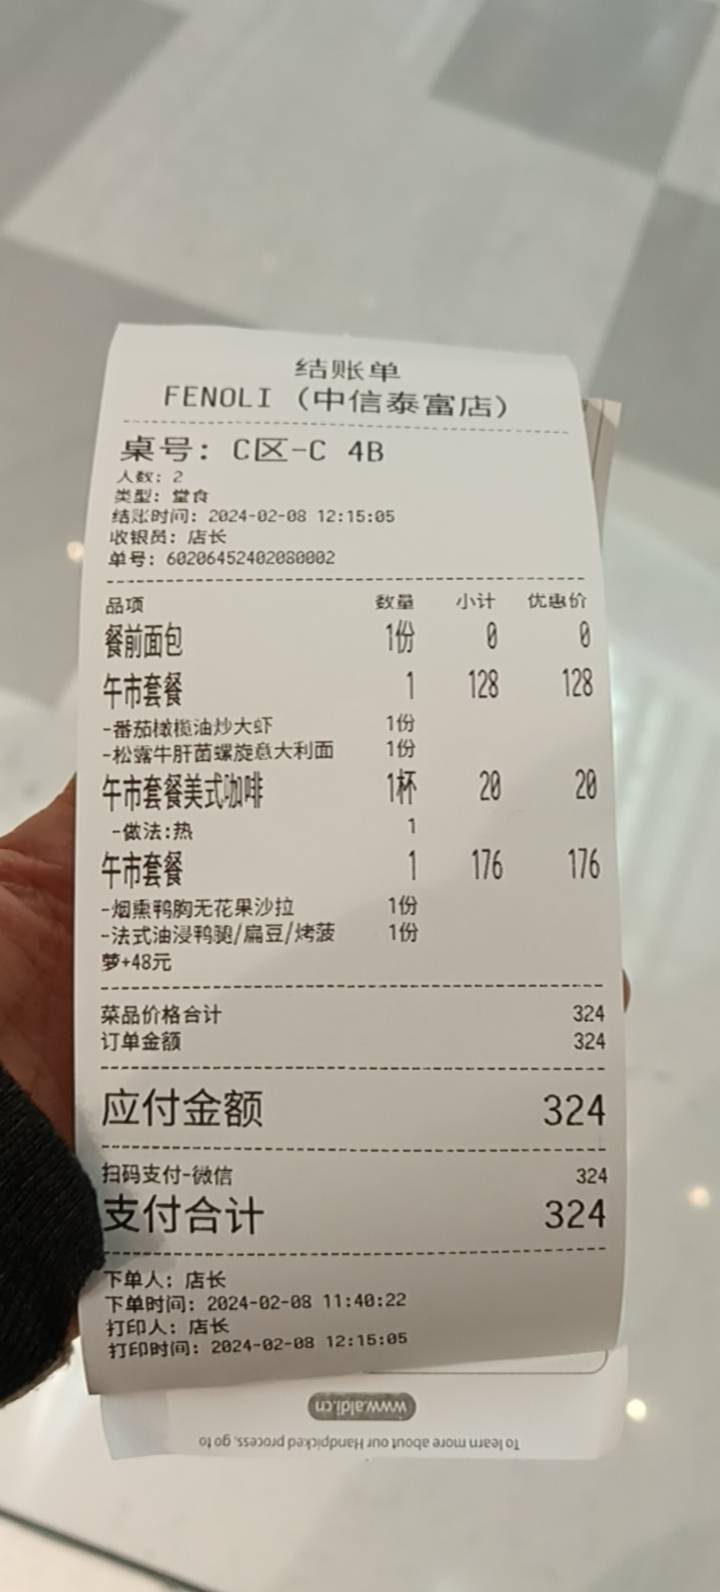 结账单
FENOLI (中信泰富店)
桌号: C区-C 4B
人数: 2
类型: 堂食
结账时间: 2024-02-08 12:15:05
收银员: 店长
单号: 60206452402080002
品项 数量 小计 优惠价
餐前面包 1份 0 0
午市套餐 1 128 128
-番茄橄榄油炒大虾 1份
-松露牛肝菌螺旋意大利面 1份
午市套餐美式咖啡 1杯 20 20
-做法:热 1
午市套餐 1 176 176
-烟熏鸭胸无花果沙拉 1份
-法式油浸鸭腿/扁豆/烤菠 1份
萝+48元
菜品价格合计 324
订单金额 324
应付金额 324
扫码支付-微信 324
支付合计 324
下单人: 店长
下单时间: 2024-02-08 11:40:22
打印人: 店长
打印时间: 2024-02-08 12:15:05
www.aldi.cn
To learn more about our Handpicked process, go to